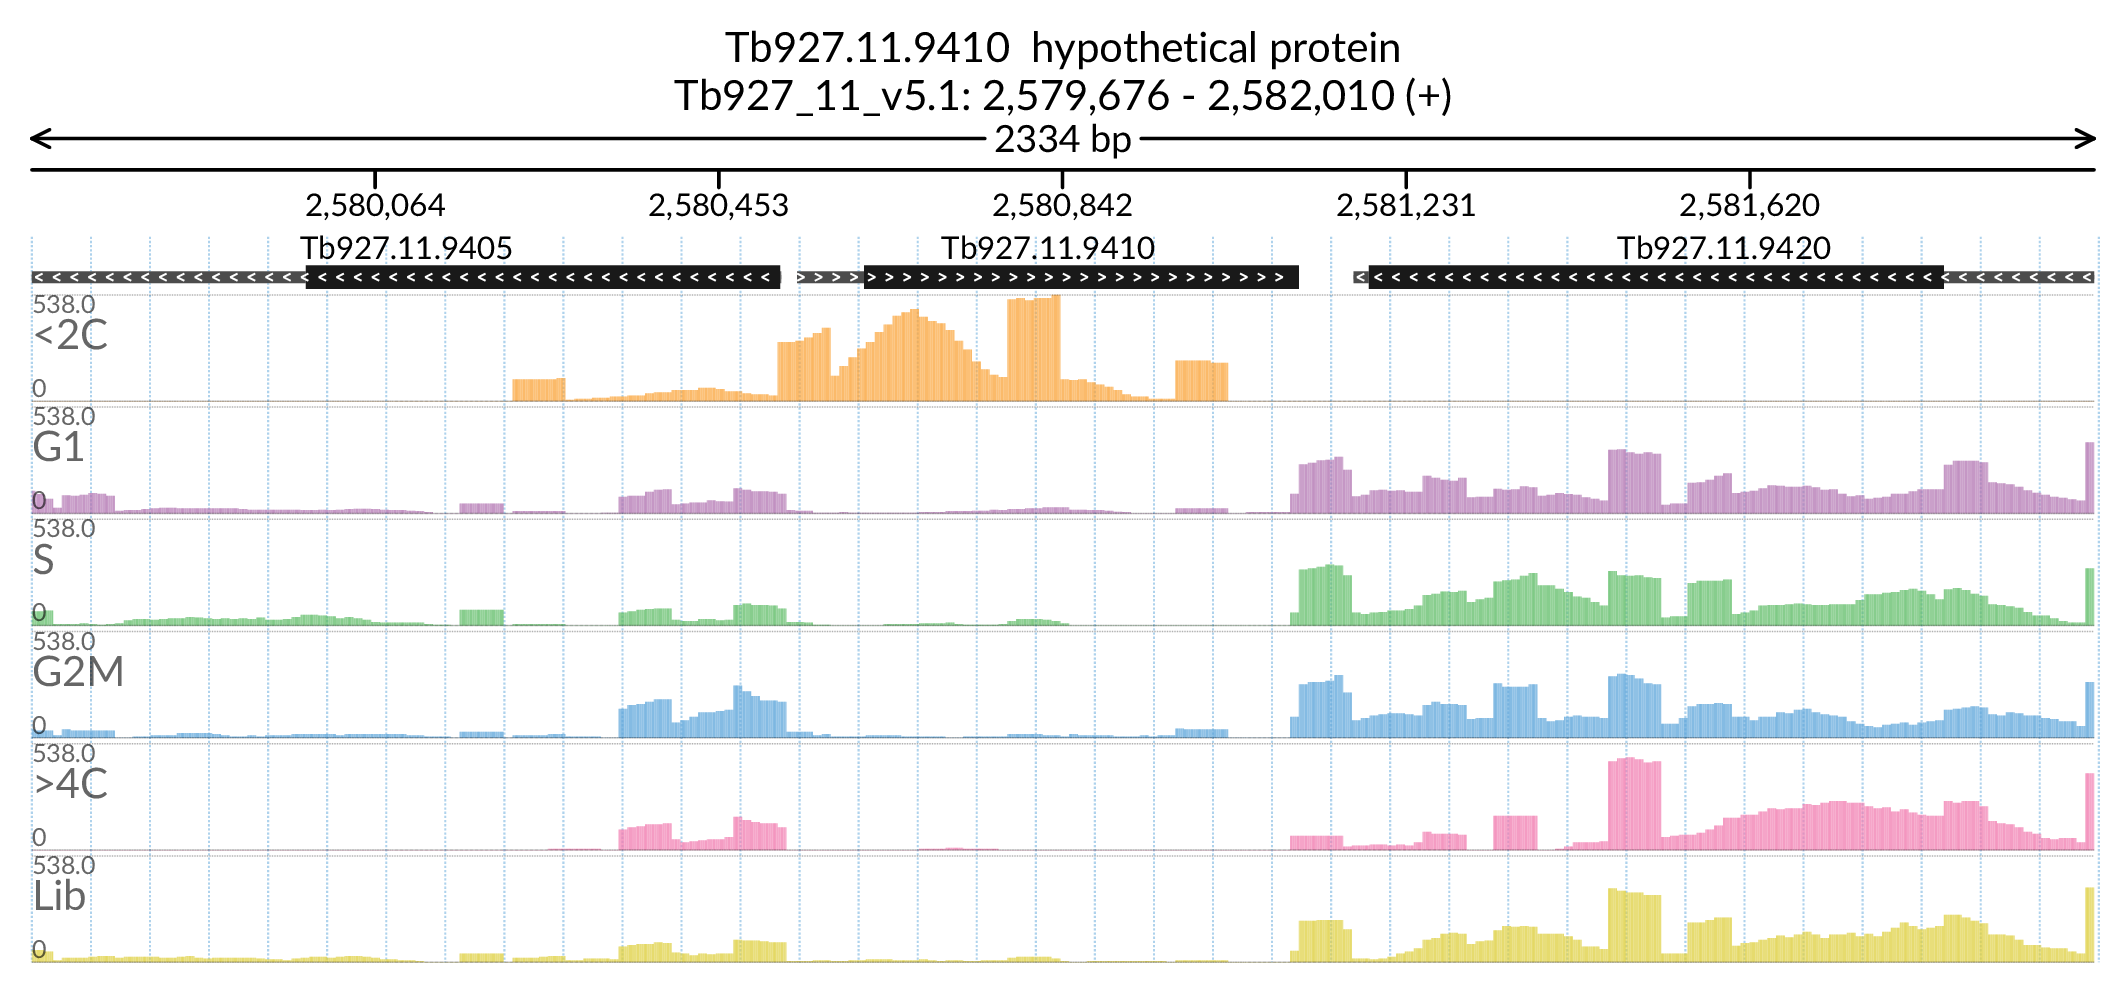 Tb927.11.9410 hypothetical protein
Tb927_11_v5.1: 2,579,676 - 2,582,010 (+)
2334 bp
2,580,064 2,580,453 2,580,842 2,581,231 2,581,620
Tb927.11.9405 Tb927.11.9410 Tb927.11.9420
538.0
<2C
0
538.0
G1
0
538.0
S
0
538.0
G2M
0
538.0
>4C
0
538.0
Lib
0